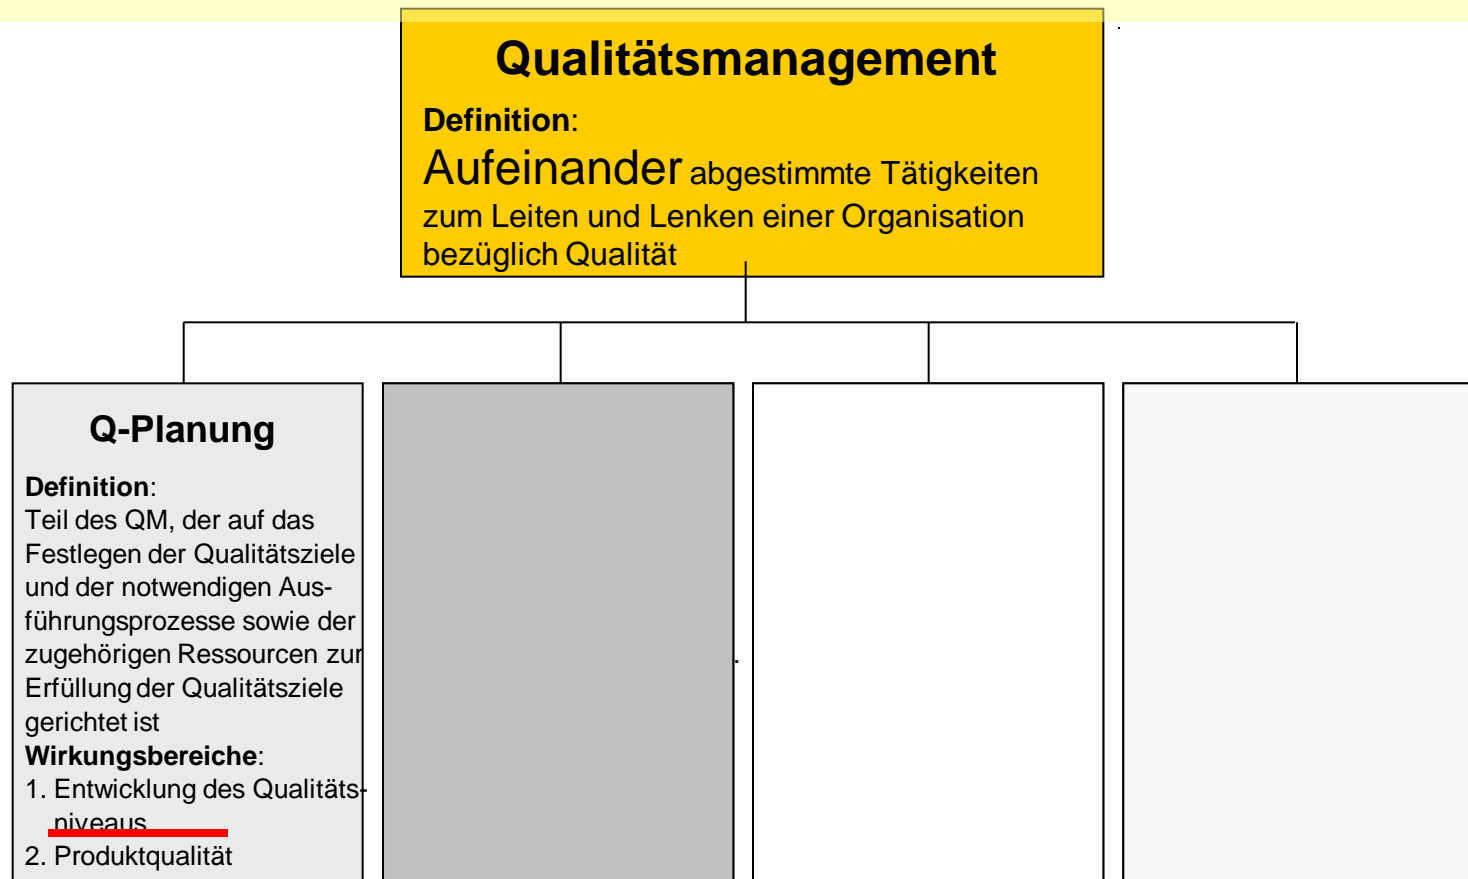 Qualitätsmanagement
Definition:
Aufeinander abgestimmte Tätigkeiten
zum Leiten und Lenken einer Organisation
bezüglich Qualität
Q-Planung
Definition:
Teil des QM, der auf das
Festlegen der Qualitätsziele
und der notwendigen Aus-
führungsprozesse sowie der
zugehörigen Ressourcen zur
Erfüllung der Qualitätsziele
gerichtet ist
Wirkungsbereiche:
1. Entwicklung des Qualitäts-
niveaus
2. Produktqualität